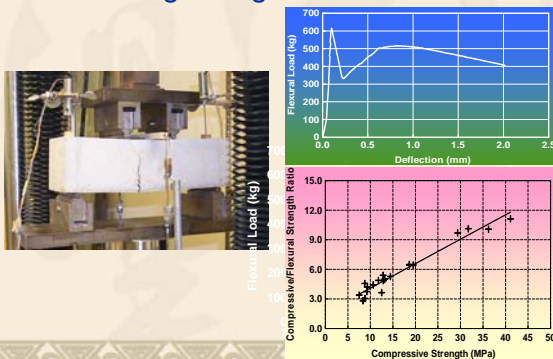 700
600
500
400
300
200
100
0
Flexural Load (kg)
0.0 0.5 1.0 1.5 2.0 2.5
Deflection (mm)
Flexural Load (kg)
15.0
12.0
9.0
6.0
3.0
0.0
Compressive/Flexural Strength Ratio
0 5 10 15 20 25 30 35 40 45 50
Compressive Strength (MPa)